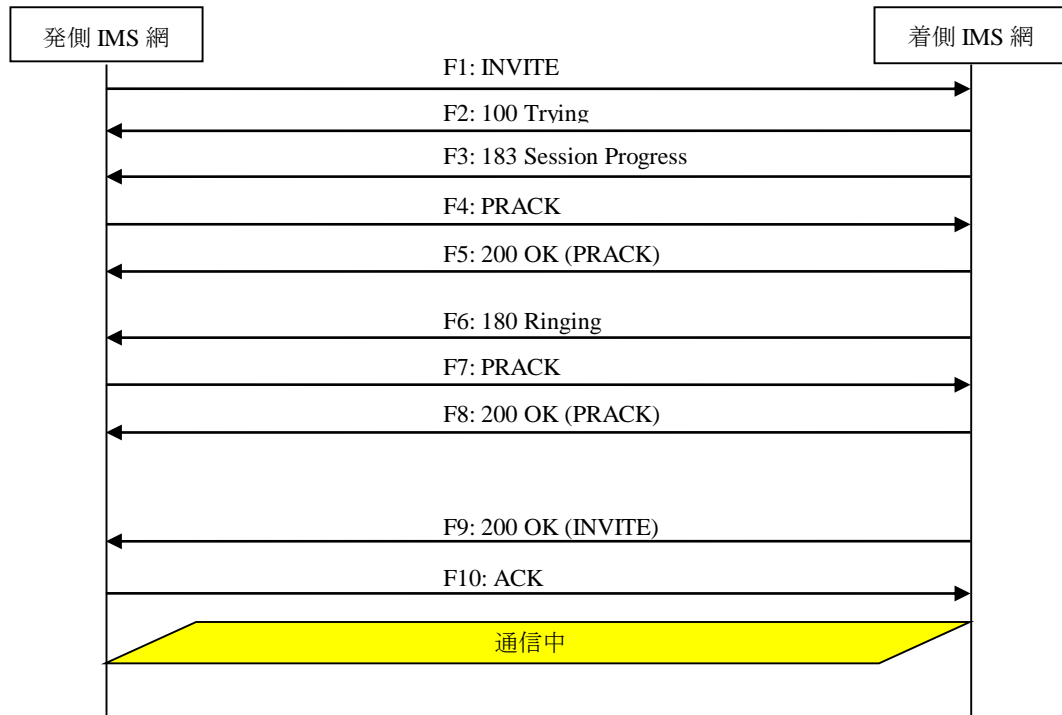 発側 IMS 網
着側 IMS 網
F1: INVITE
F2: 100 Trying
F3: 183 Session Progress
F4: PRACK
F5: 200 OK (PRACK)
F6: 180 Ringing
F7: PRACK
F8: 200 OK (PRACK)
F9: 200 OK (INVITE)
F10: ACK
通信中